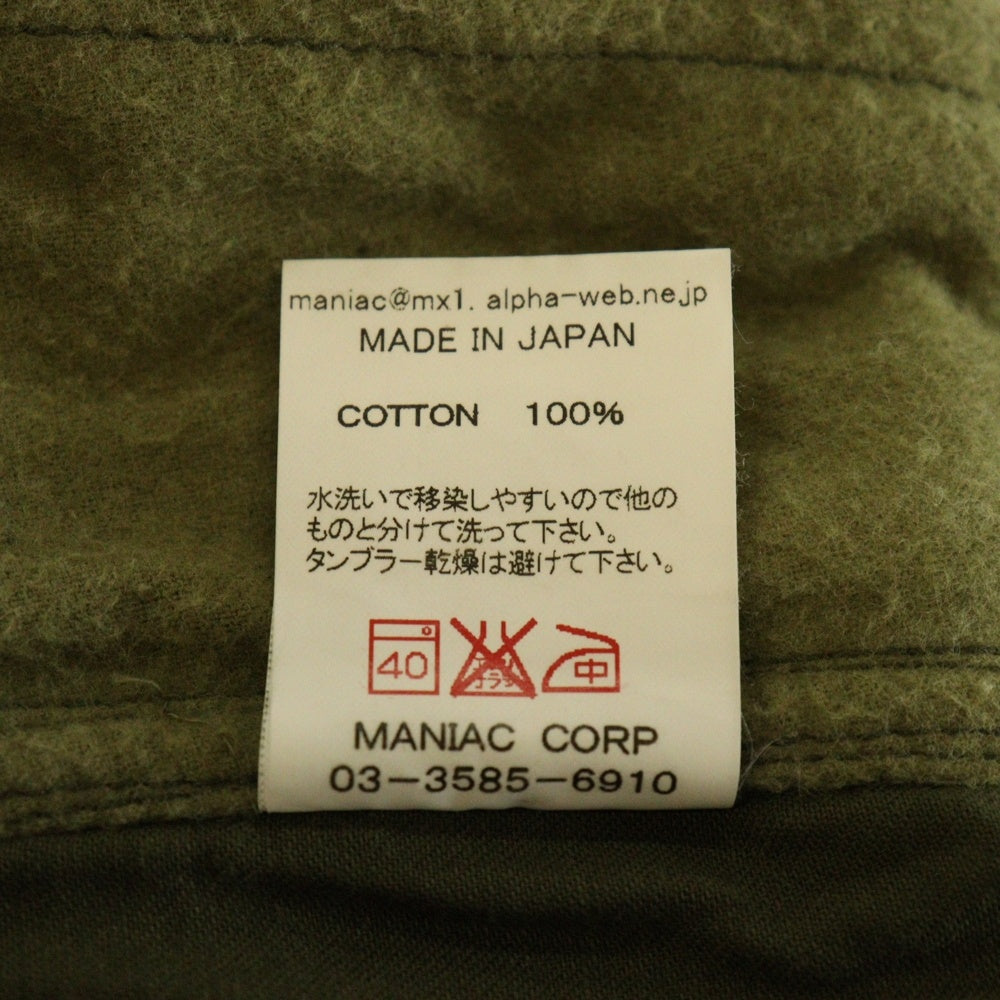 maniac@mx1. alpha-web.ne.jp
MADE IN JAPAN
COTTON 100%
水洗いで移染しやすいので他の
ものと分けて洗って下さい。
タンブラー乾燥は避けて下さい。
40 中
MANIAC CORP
03-3585-6910